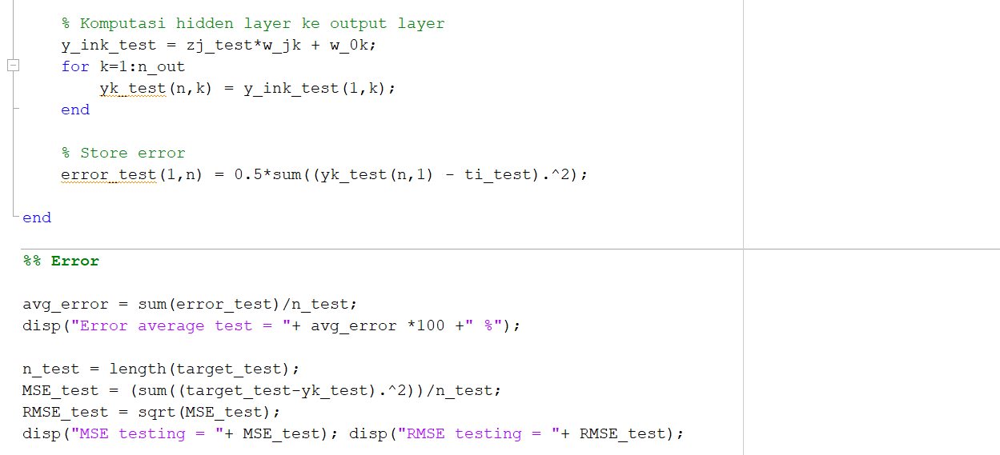 % Komputasi hidden layer ke output layer
y_ink_test = zj_test*w_jk + w_0k;
for k=1:n_out
yk_test(n,k) = y_ink_test(1,k);
end
% Store error
error_test(1,n) = 0.5*sum((yk_test(n,1) - ti_test).^2);
end
%% Error
avg_error = sum(error_test)/n_test;
disp("Error average test = "+ avg_error *100 +" %");
n_test = length(target_test);
MSE_test = (sum((target_test-yk_test).^2))/n_test;
RMSE_test = sqrt(MSE_test);
disp("MSE testing = "+ MSE_test); disp("RMSE testing = "+ RMSE_test);